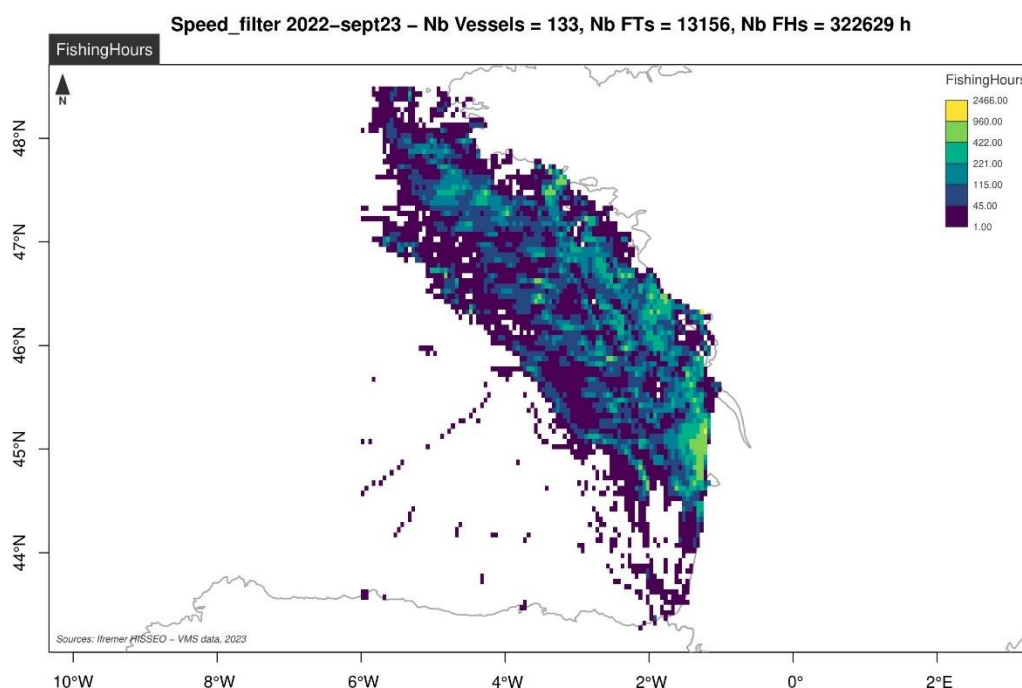 Speed_filter 2022−sept23 − Nb Vessels = 133, Nb FTs = 13156, Nb FHs = 322629 h
FishingHours
N
FishingHours
2466.00
960.00
422.00
221.00
115.00
45.00
1.00
48°N
47°N
46°N
45°N
44°N
Sources: Ifremer HISSEO − VMS data, 2023
10°W
8°W
6°W
4°W
2°W
0°
2°E